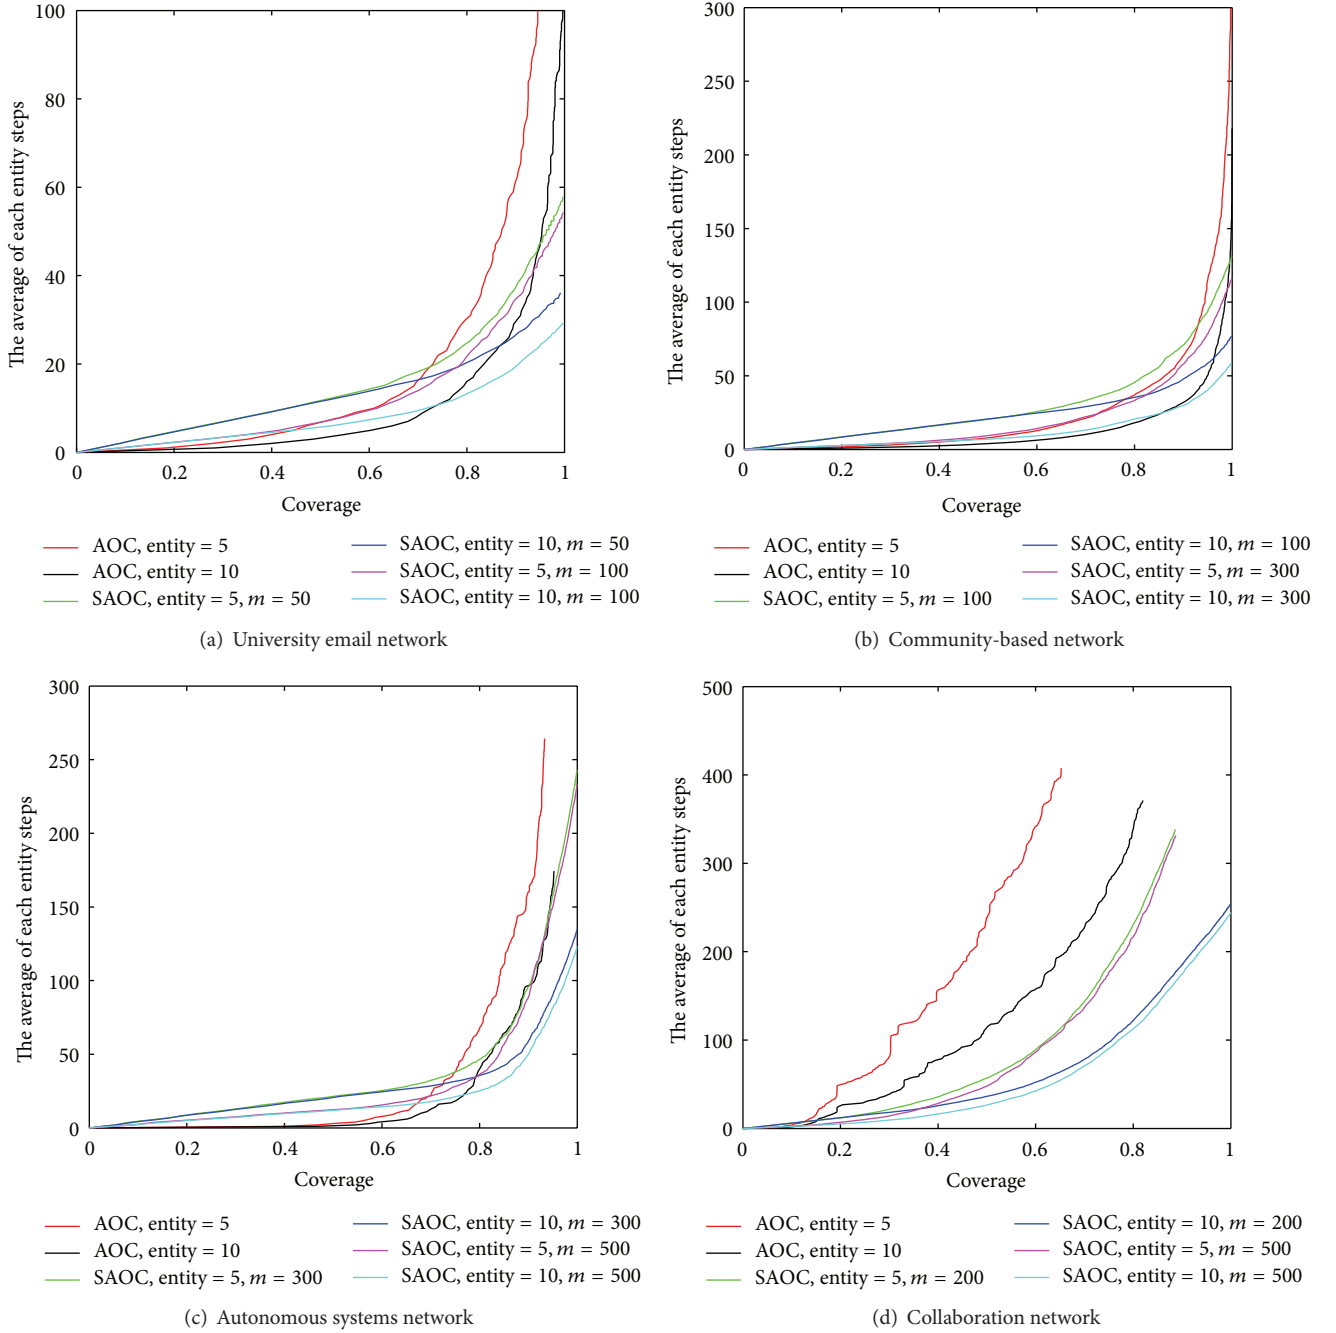 100
80
60
40
20
0
The average of each entity steps
0
0.2
0.4
0.6
0.8
1
Coverage
AOC, entity = 5
AOC, entity = 10
SAOC, entity = 5, m = 50
SAOC, entity = 10, m = 50
SAOC, entity = 5, m = 100
SAOC, entity = 10, m = 100
(a) University email network
300
250
200
150
100
50
0
The average of each entity steps
0
0.2
0.4
0.6
0.8
1
Coverage
AOC, entity = 5
AOC, entity = 10
SAOC, entity = 5, m = 100
SAOC, entity = 10, m = 100
SAOC, entity = 5, m = 300
SAOC, entity = 10, m = 300
(b) Community-based network
300
250
200
150
100
50
0
The average of each entity steps
0
0.2
0.4
0.6
0.8
1
Coverage
AOC, entity = 5
AOC, entity = 10
SAOC, entity = 5, m = 300
SAOC, entity = 10, m = 300
SAOC, entity = 5, m = 500
SAOC, entity = 10, m = 500
(c) Autonomous systems network
500
400
300
200
100
0
The average of each entity steps
0
0.2
0.4
0.6
0.8
1
Coverage
AOC, entity = 5
AOC, entity = 10
SAOC, entity = 5, m = 200
SAOC, entity = 10, m = 200
SAOC, entity = 5, m = 500
SAOC, entity = 10, m = 500
(d) Collaboration network